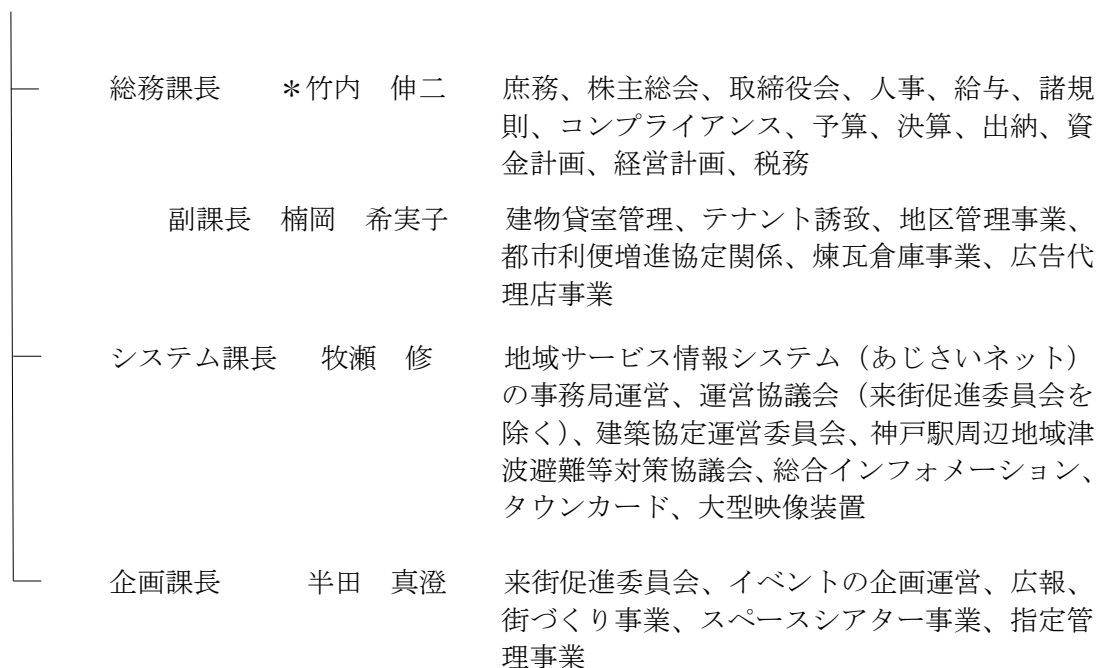 総務課長　　＊竹内　伸二　　庶務、株主総会、取締役会、人事、給与、諸規
則、コンプライアンス、予算、決算、出納、資
金計画、経営計画、税務
副課長　楠岡　希実子　　建物貸室管理、テナント誘致、地区管理事業、
都市利便増進協定関係、煉瓦倉庫事業、広告代
理店事業
システム課長　　牧瀬　修　　地域サービス情報システム（あじさいネット）
の事務局運営、運営協議会（来街促進委員会を
除く）、建築協定運営委員会、神戸駅周辺地域津
波避難等対策協議会、総合インフォメーション、
タウンカード、大型映像装置
企画課長　　半田　真澄　　来街促進委員会、イベントの企画運営、広報、
街づくり事業、スペースシアター事業、指定管
理事業